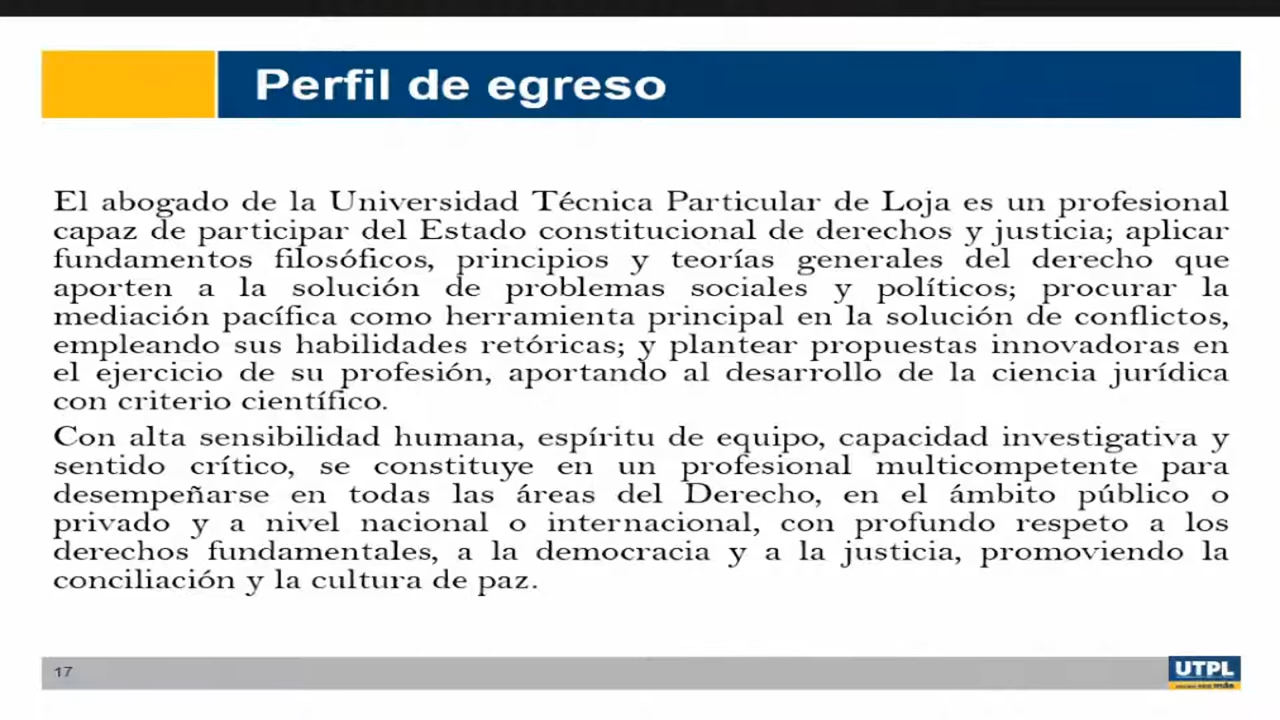 Perfil de egreso
El abogado de la Universidad Técnica Particular de Loja es un profesional
capaz de participar del Estado constitucional de derechos y justicia; aplicar
fundamentos filosóficos, principios y teorías generales del derecho que
aporten a la solución de problemas sociales y políticos; procurar la
mediación pacífica como herramienta principal en la solución de conflictos,
empleando sus habilidades retóricas; y plantear propuestas innovadoras en
el ejercicio de su profesión, aportando al desarrollo de la ciencia jurídica
con criterio científico.
Con alta sensibilidad humana, espíritu de equipo, capacidad investigativa y
sentido crítico, se constituye en un profesional multicompetente para
desempeñarse en todas las áreas del Derecho, en el ámbito público o
privado y a nivel nacional o internacional, con profundo respeto a los
derechos fundamentales, a la democracia y a la justicia, promoviendo la
conciliación y la cultura de paz.
17
UTPL
más